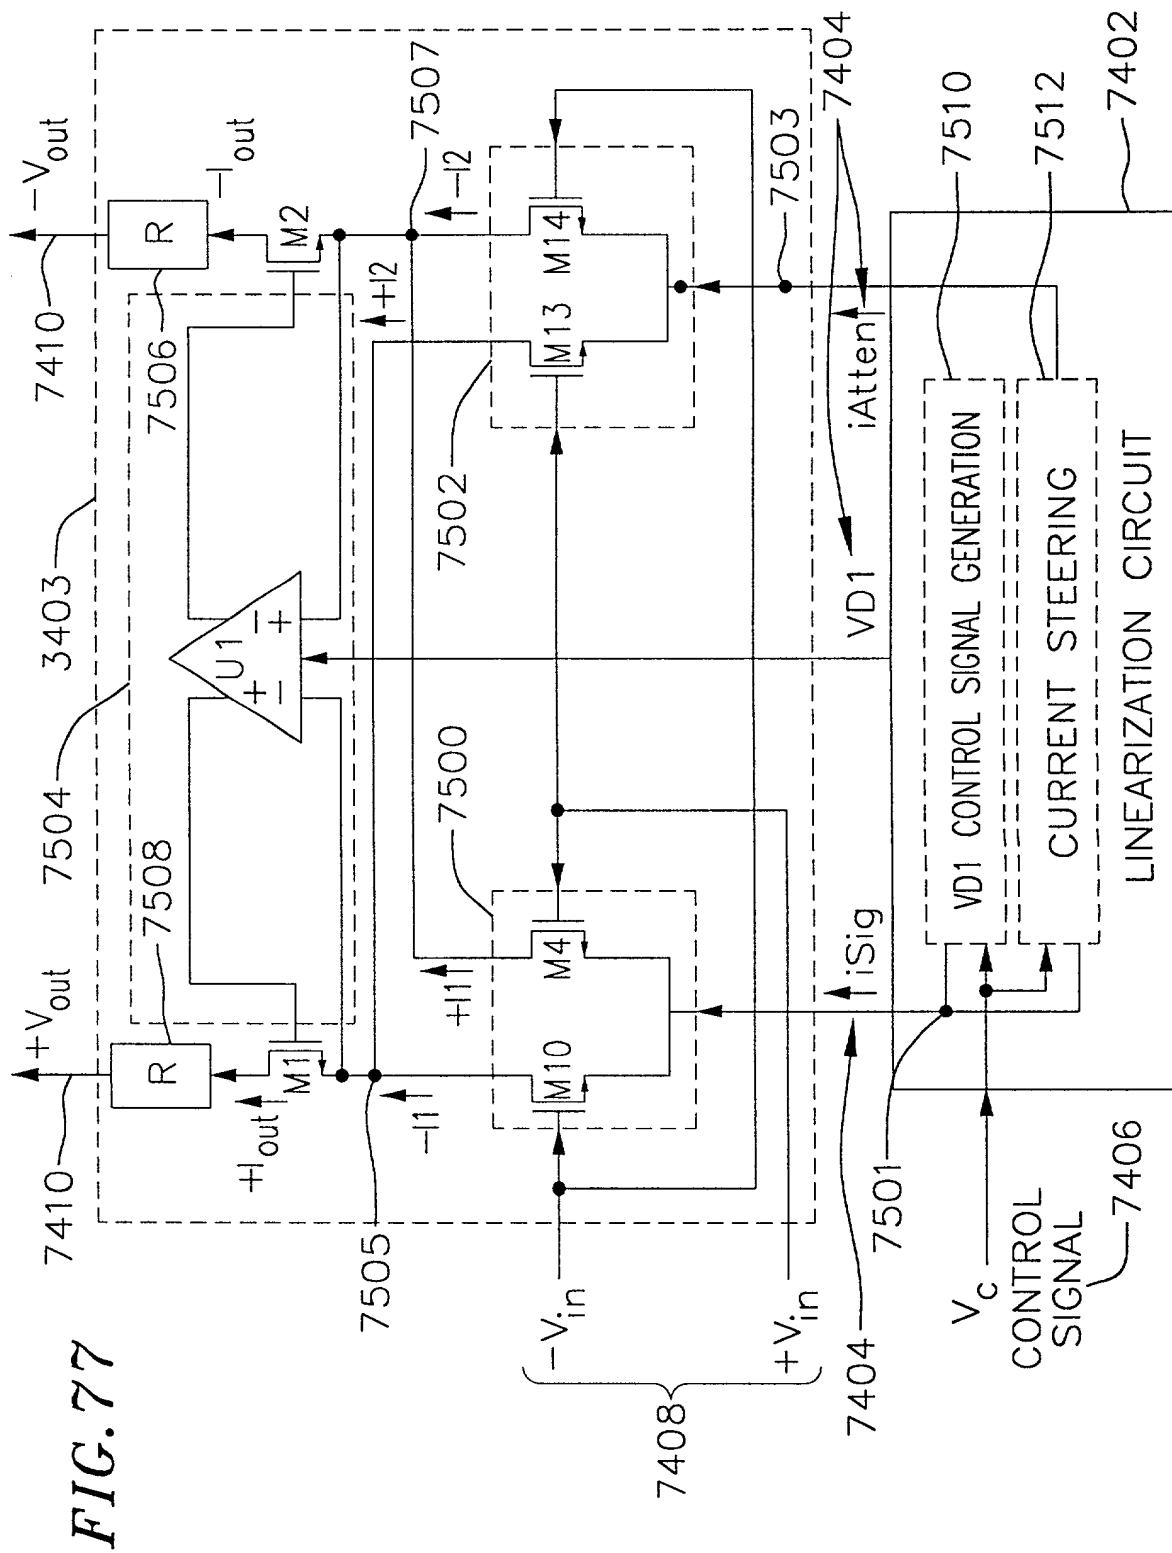 FIG. 77
7410
+Vout
7508
7504
3403
7506
7410
−Vout
R
R
+Iout
M1
+
−
U1
−
+
M2
−Iout
7505
−I1
+I1
7500
+I2
−I2
7507
7502
M10
M4
M13
M14
−Vin
+Vin
7408
7404
iSig
VD1
iAtten
7503
7404
7501
VC
CONTROL
SIGNAL
7406
VD1 CONTROL SIGNAL GENERATION
7510
CURRENT STEERING
7512
LINEARIZATION CIRCUIT
7402